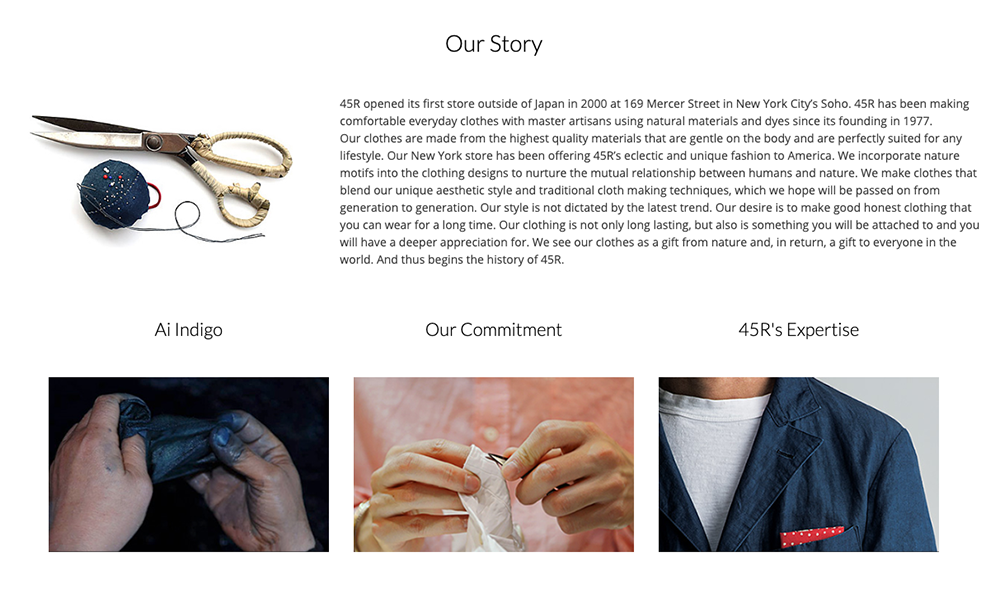 Our Story
45R opened its first store outside of Japan in 2000 at 169 Mercer Street in New York City's Soho. 45R has been making
comfortable everyday clothes with master artisans using natural materials and dyes since its founding in 1977.
Our clothes are made from the highest quality materials that are gentle on the body and are perfectly suited for any
lifestyle. Our New York store has been offering 45R's eclectic and unique fashion to America. We incorporate nature
motifs into the clothing designs to nurture the mutual relationship between humans and nature. We make clothes that
blend our unique aesthetic style and traditional cloth making techniques, which we hope will be passed on from
generation to generation. Our style is not dictated by the latest trend. Our desire is to make good honest clothing that
you can wear for a long time. Our clothing is not only long lasting, but also is something you will be attached to and you
will have a deeper appreciation for. We see our clothes as a gift from nature and, in return, a gift to everyone in the
world. And thus begins the history of 45R.
Ai Indigo
Our Commitment
45R's Expertise